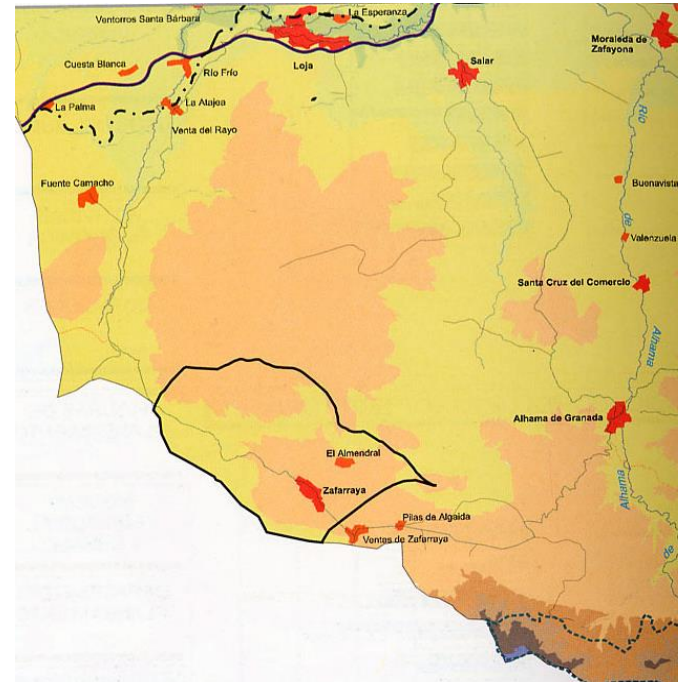 Ventorros Santa Bárbara
La Esperanza
Moraleda de
Zafayona
Cuesta Blanca
Río Frío
Loja
Salar
La Palma
La Atajea
Venta del Rayo
Río
Fuente Camacho
Buenavista
de
Valenzuela
Santa Cruz del Comercio
Alhama
Alhama de Granada
El Almendral
Zafarraya
Alhama
Pilas de Algaida
Ventas de Zafarraya
de